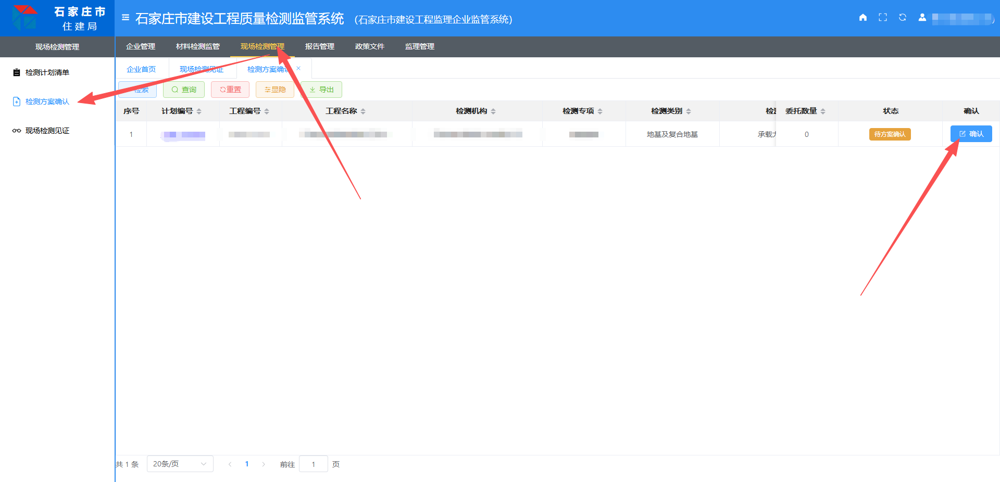 石家庄市
住建局
石家庄市建设工程质量检测监管系统 (石家庄市建设工程监理企业监管系统)
现场检测管理
企业管理 材料检测监管 现场检测管理 报告管理 政策文件 监理管理
检测计划清单
检测方案确认
现场检测见证
企业首页 现场检测见证 检测方案确认 ×
检索 查询 重置 显隐 导出
序号 计划编号 工程编号 工程名称 检测机构 检测专项 检测类别 检测 委托数量 状态 确认
1 地基及复合地基 承载力 0 待方案确认 确认
共 1 条 20条/页 1 前往 1 页